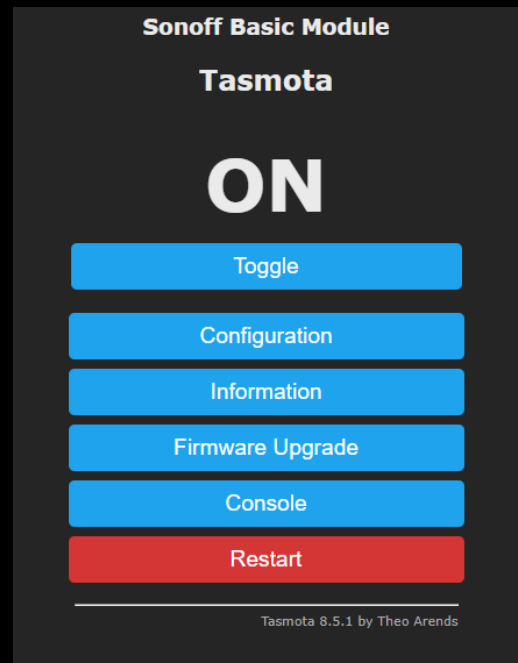 Sonoff Basic Module
Tasmota
ON
Toggle
Configuration
Information
Firmware Upgrade
Console
Restart
Tasmota 8.5.1 by Theo Arends